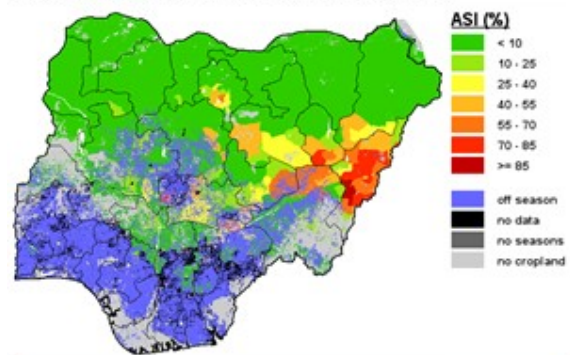 ASI (%)
< 10
10 - 25
25 - 40
40 - 55
55 - 70
70 - 85
>= 85
off season
no data
no seasons
no cropland